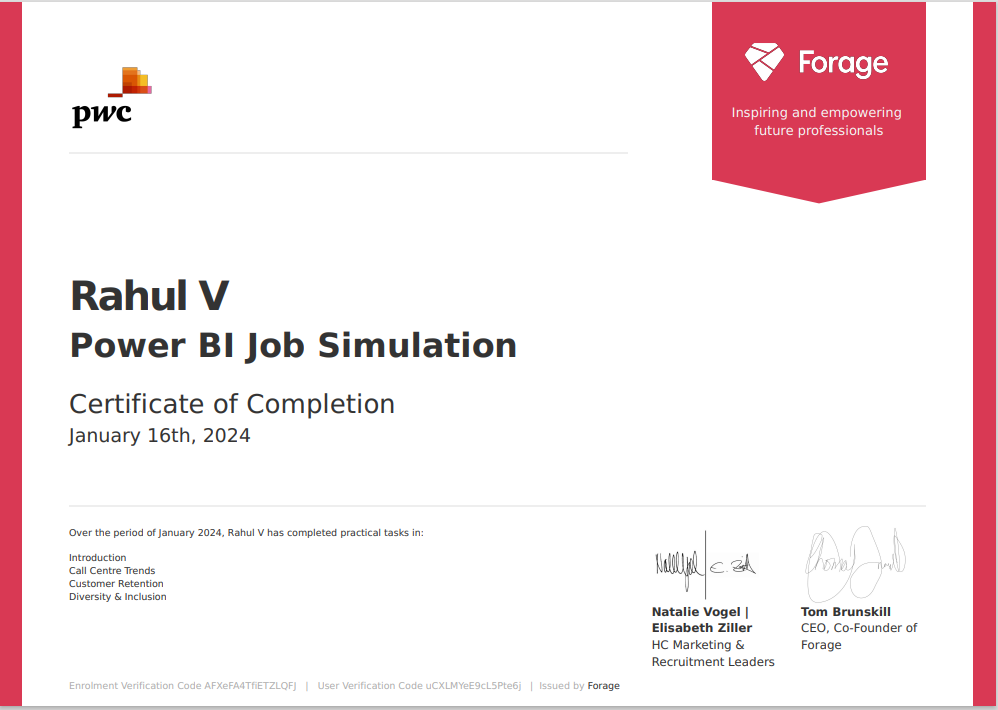 pwc
Forage
Inspiring and empowering
future professionals
Rahul V
Power BI Job Simulation
Certificate of Completion
January 16th, 2024
Over the period of January 2024, Rahul V has completed practical tasks in:
Introduction
Call Centre Trends
Customer Retention
Diversity & Inclusion
Natalie Vogel |
Elisabeth Ziller
HC Marketing &
Recruitment Leaders
Tom Brunskill
CEO, Co-Founder of
Forage
Enrolment Verification Code AFXeFA4TfiETZLQFJ | User Verification Code uCXLMYeE9cL5Pte6j | Issued by Forage